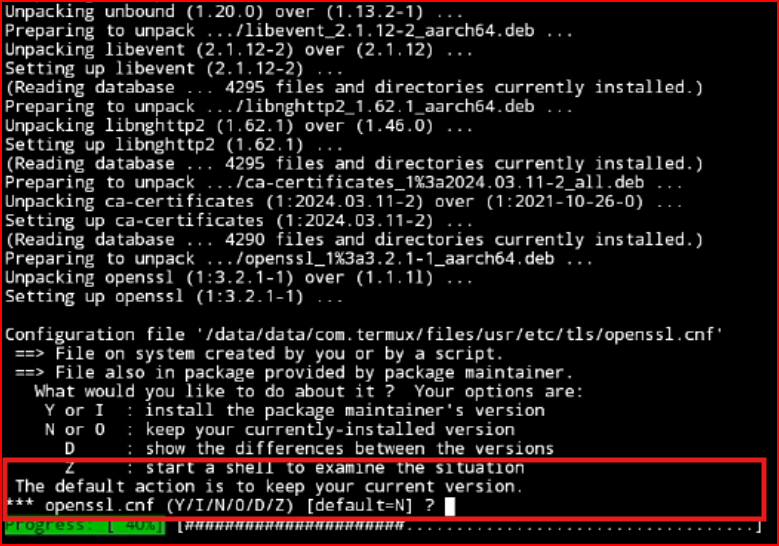 Unpacking unbound (1.20.0) over (1.13.2-1) ...
Preparing to unpack .../libevent_2.1.12-2_aarch64.deb ...
Unpacking libevent (2.1.12-2) over (2.1.12) ...
Setting up libevent (2.1.12-2) ...
(Reading database ... 4295 files and directories currently installed.)
Preparing to unpack .../libnghttp2_1.62.1_aarch64.deb ...
Unpacking libnghttp2 (1.62.1) over (1.46.0) ...
Setting up libnghttp2 (1.62.1) ...
(Reading database ... 4295 files and directories currently installed.)
Preparing to unpack .../ca-certificates_1%3a2024.03.11-2_all.deb ...
Unpacking ca-certificates (1:2024.03.11-2) over (1:2021-10-26-0) ...
Setting up ca-certificates (1:2024.03.11-2) ...
(Reading database ... 4290 files and directories currently installed.)
Preparing to unpack .../openssl_1%3a3.2.1-1_aarch64.deb ...
Unpacking openssl (1:3.2.1-1) over (1.1.1l) ...
Setting up openssl (1:3.2.1-1) ...
Configuration file '/data/data/com.termux/files/usr/etc/tls/openssl.cnf'
==> File on system created by you or by a script.
==> File also in package provided by package maintainer.
What would you like to do about it ? Your options are:
Y or I : install the package maintainer's version
N or O : keep your currently-installed version
D : show the differences between the versions
Z : start a shell to examine the situation
The default action is to keep your current version.
*** openssl.cnf (Y/I/N/O/D/Z) [default=N] ?
Progress: [ 40%] [#######################....................................]